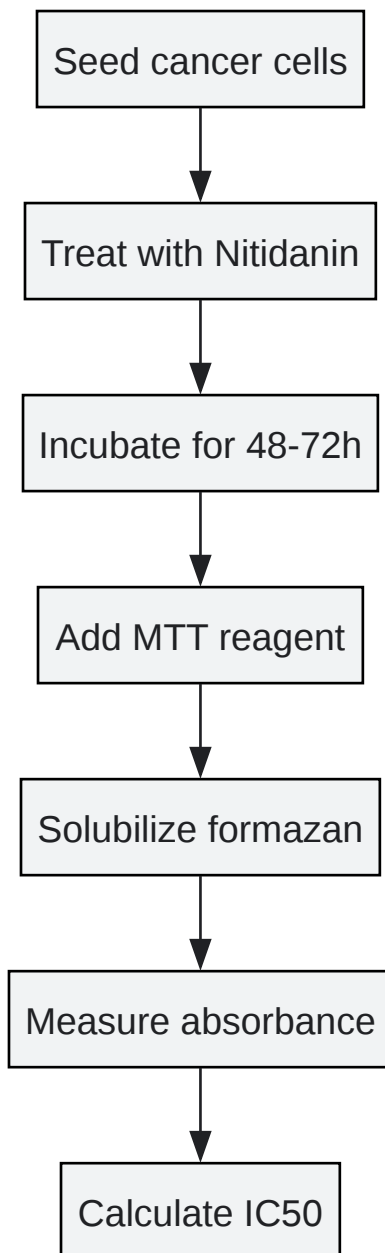 Seed cancer cells
Treat with Nitidanin
Incubate for 48-72h
Add MTT reagent
Solubilize formazan
Measure absorbance
Calculate IC50